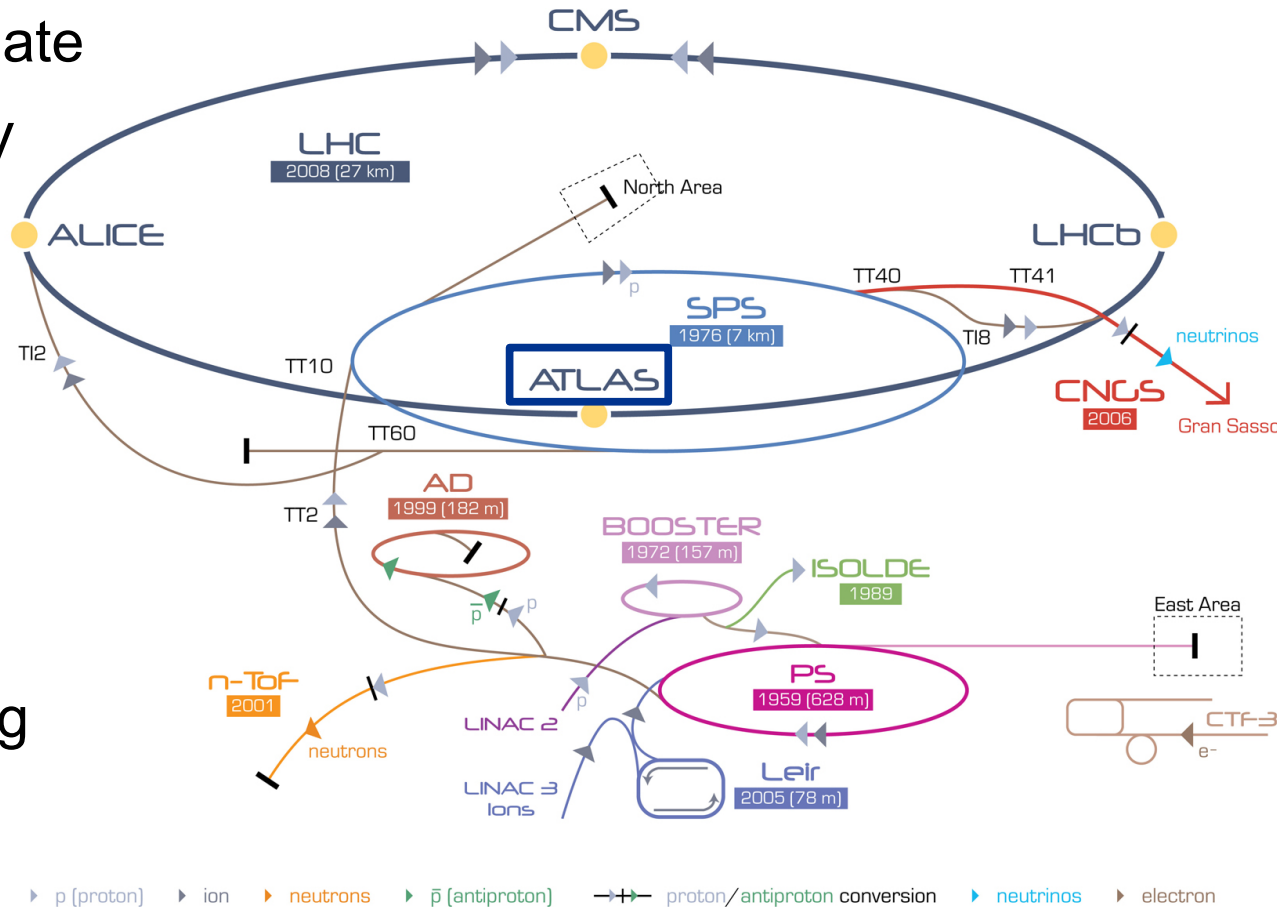 ate
y
g
CMS
LHC
2008 (27 km)
North Area
ALICE
LHCb
TT40
TT41
p
SPS
1976 (7 km)
TI8
neutrinos
TI2
TT10
ATLAS
CNGS
2006
Gran Sasso
TT60
AD
1999 (182 m)
TT2
BOOSTER
1972 (157 m)
ISOLDE
1989
p̄
p
East Area
n-ToF
2001
PS
1959 (628 m)
p
LINAC 2
neutrons
CTF-3
e-
LINAC 3
Ions
Leir
2005 (78 m)
p (proton)
ion
neutrons
p̄ (antiproton)
proton/antiproton conversion
neutrinos
electron